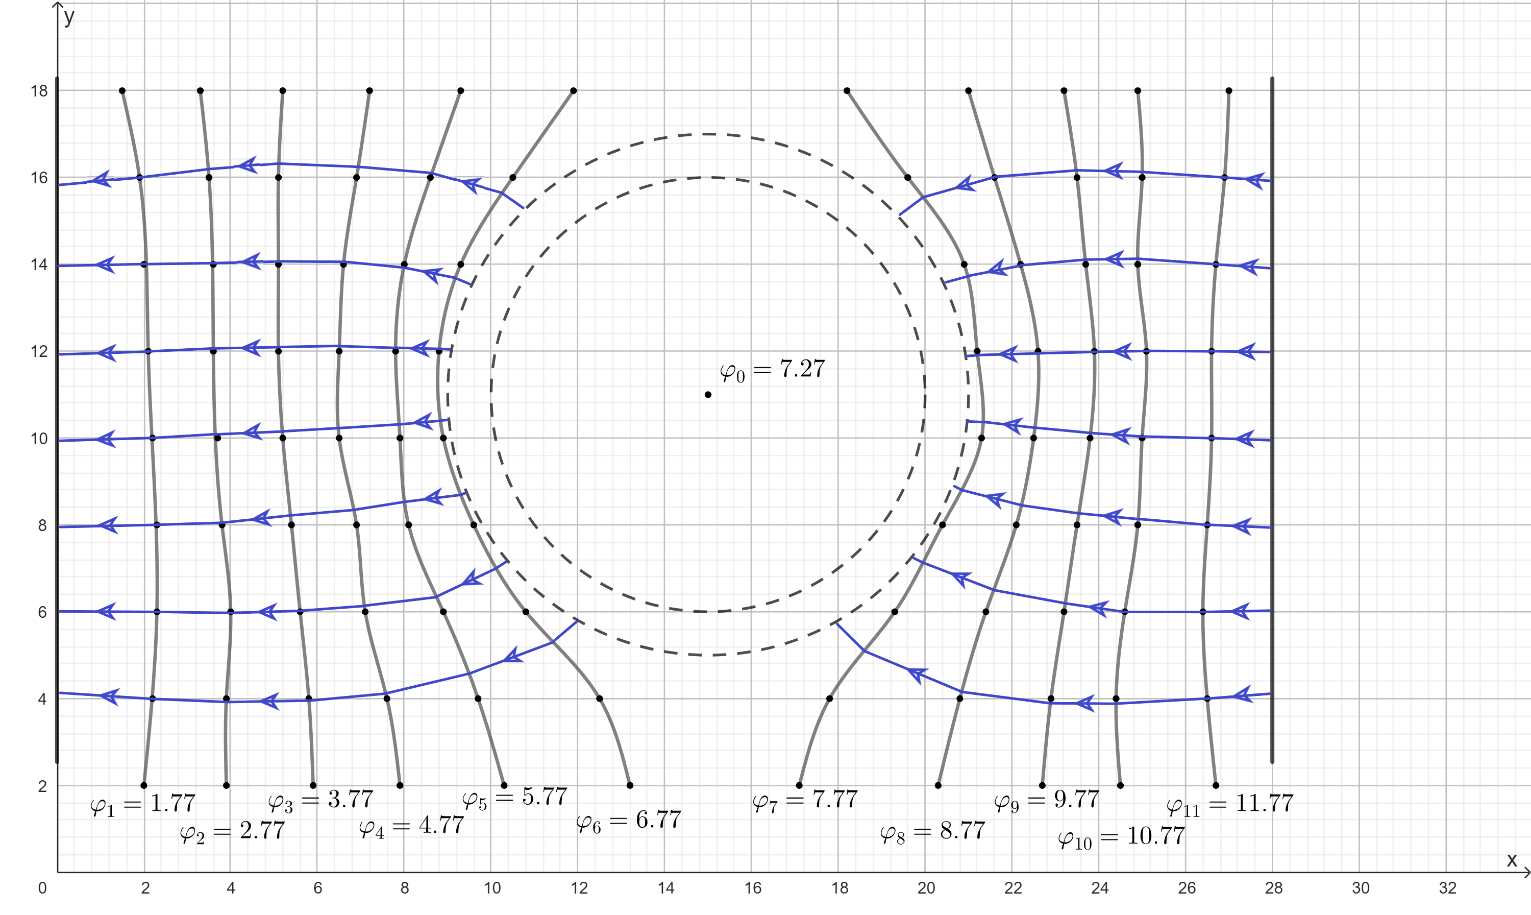 y
18
16
14
12
10
8
6
4
2
0
φ₀ = 7.27
φ₁ = 1.77
φ₂ = 2.77
φ₃ = 3.77
φ₄ = 4.77
φ₅ = 5.77
φ₆ = 6.77
φ₇ = 7.77
φ₈ = 8.77
φ₉ = 9.77
φ₁₀ = 10.77
φ₁₁ = 11.77
2 4 6 8 10 12 14 16 18 20 22 24 26 28 30 32
x